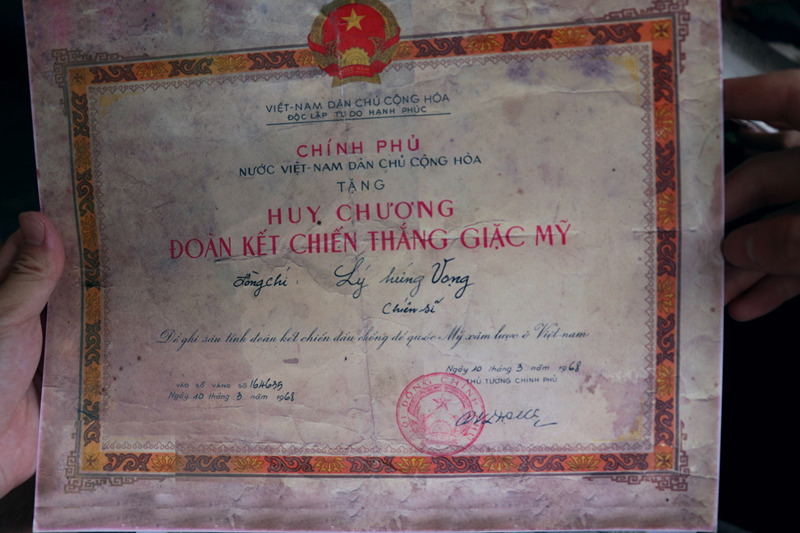 VIỆT-NAM DÂN CHỦ CỘNG HÒA
ĐỘC LẬP TỰ DO HẠNH PHÚC
CHÍNH PHỦ
NƯỚC VIỆT-NAM DÂN CHỦ CỘNG HÒA
TẶNG
HUY CHƯƠNG
ĐOÀN KẾT CHIẾN THẮNG GIẶC MỸ
Đồng chí: Lý húng Vọng
Chiến sĩ
Để ghi sâu tình đoàn kết chiến đấu chống đế quốc Mỹ xâm lược ở Việt-nam
Ngày 10 tháng 3 năm 1968
THỦ TƯỚNG CHÍNH PHỦ
VÀO SỔ VÀNG SỐ 164635
Ngày 10 tháng 3 năm 1968